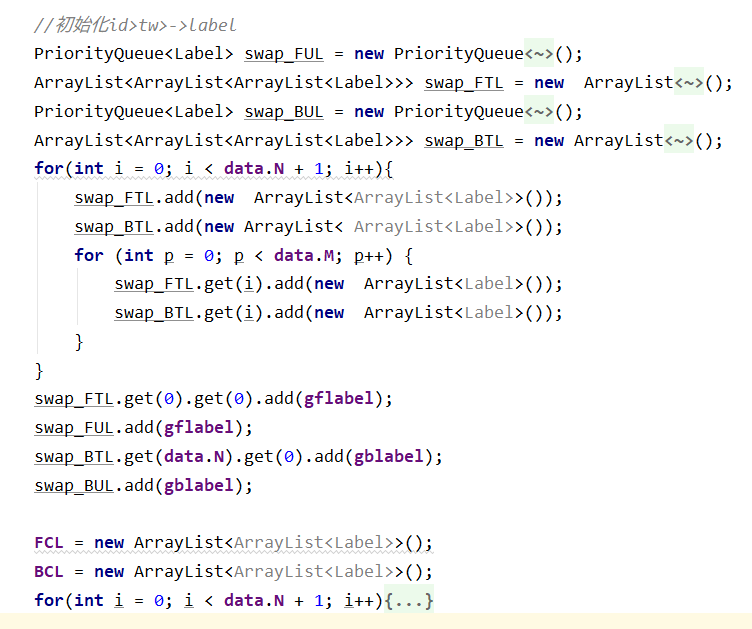 //初始化id>tw>->label
PriorityQueue<Label> swap_FUL = new PriorityQueue<~>();
ArrayList<ArrayList<ArrayList<Label>>> swap_FTL = new  ArrayList<~>();
PriorityQueue<Label> swap_BUL = new PriorityQueue<~>();
ArrayList<ArrayList<ArrayList<Label>>> swap_BTL = new ArrayList<~>();
for(int i = 0; i < data.N + 1; i++){
    swap_FTL.add(new  ArrayList<ArrayList<Label>>());
    swap_BTL.add(new ArrayList< ArrayList<Label>>());
    for (int p = 0; p < data.M; p++) {
        swap_FTL.get(i).add(new  ArrayList<Label>());
        swap_BTL.get(i).add(new  ArrayList<Label>());
    }
}
swap_FTL.get(0).get(0).add(gflabel);
swap_FUL.add(gflabel);
swap_BTL.get(data.N).get(0).add(gblabel);
swap_BUL.add(gblabel);
FCL = new ArrayList<ArrayList<Label>>();
BCL = new ArrayList<ArrayList<Label>>();
for(int i = 0; i < data.N + 1; i++){...}